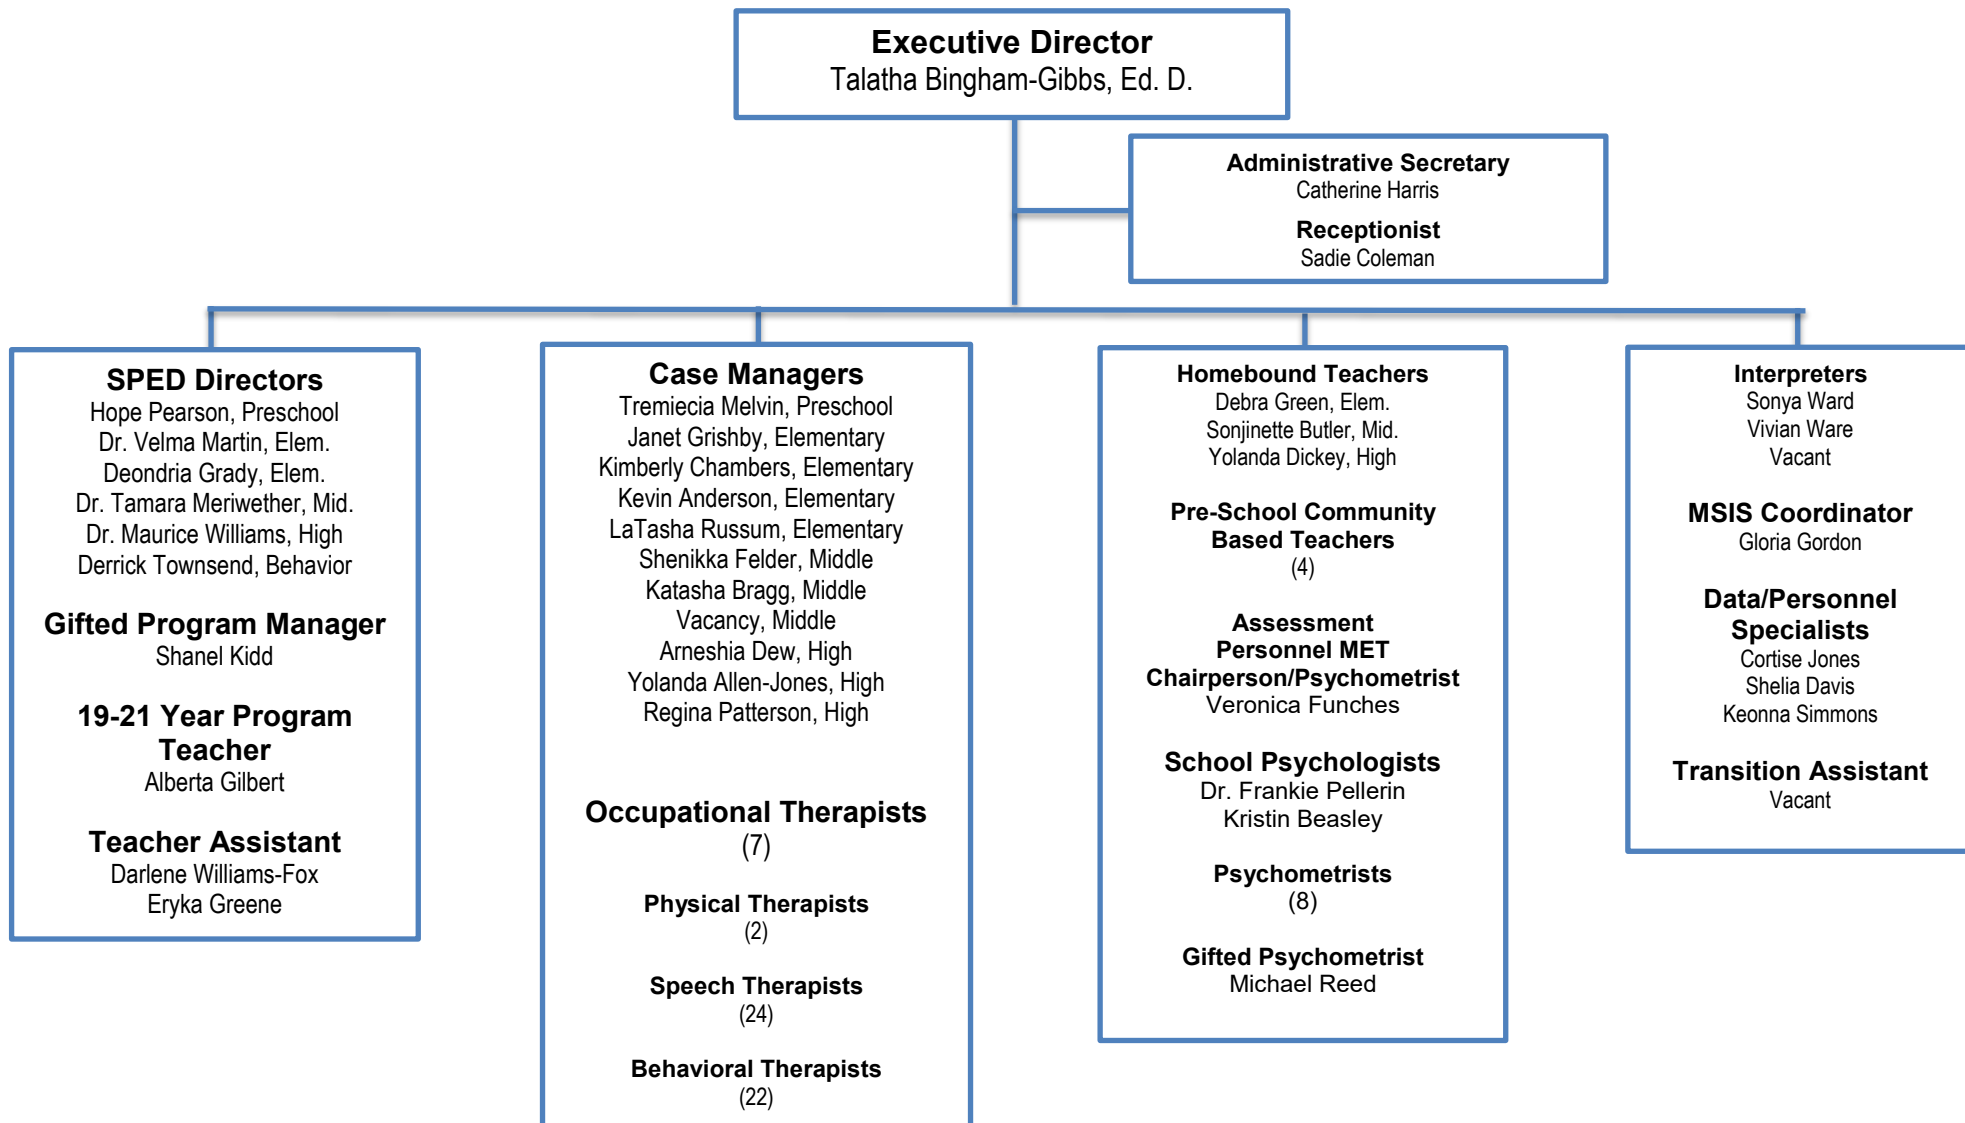 Executive Director
Talatha Bingham-Gibbs, Ed. D.
Administrative Secretary
Catherine Harris
Receptionist
Sadie Coleman
SPED Directors
Hope Pearson, Preschool
Dr. Velma Martin, Elem.
Deondria Grady, Elem.
Dr. Tamara Meriwether, Mid.
Dr. Maurice Williams, High
Derrick Townsend, Behavior
Gifted Program Manager
Shanel Kidd
19-21 Year Program
Teacher
Alberta Gilbert
Teacher Assistant
Darlene Williams-Fox
Eryka Greene
Case Managers
Tremiecia Melvin, Preschool
Janet Grishby, Elementary
Kimberly Chambers, Elementary
Kevin Anderson, Elementary
LaTasha Russum, Elementary
Shenikka Felder, Middle
Katasha Bragg, Middle
Vacancy, Middle
Arneshia Dew, High
Yolanda Allen-Jones, High
Regina Patterson, High
Occupational Therapists
(7)
Physical Therapists
(2)
Speech Therapists
(24)
Behavioral Therapists
(22)
Homebound Teachers
Debra Green, Elem.
Sonjinette Butler, Mid.
Yolanda Dickey, High
Pre-School Community
Based Teachers
(4)
Assessment
Personnel MET
Chairperson/Psychometrist
Veronica Funches
School Psychologists
Dr. Frankie Pellerin
Kristin Beasley
Psychometrists
(8)
Gifted Psychometrist
Michael Reed
Interpreters
Sonya Ward
Vivian Ware
Vacant
MSIS Coordinator
Gloria Gordon
Data/Personnel
Specialists
Cortise Jones
Shelia Davis
Keonna Simmons
Transition Assistant
Vacant